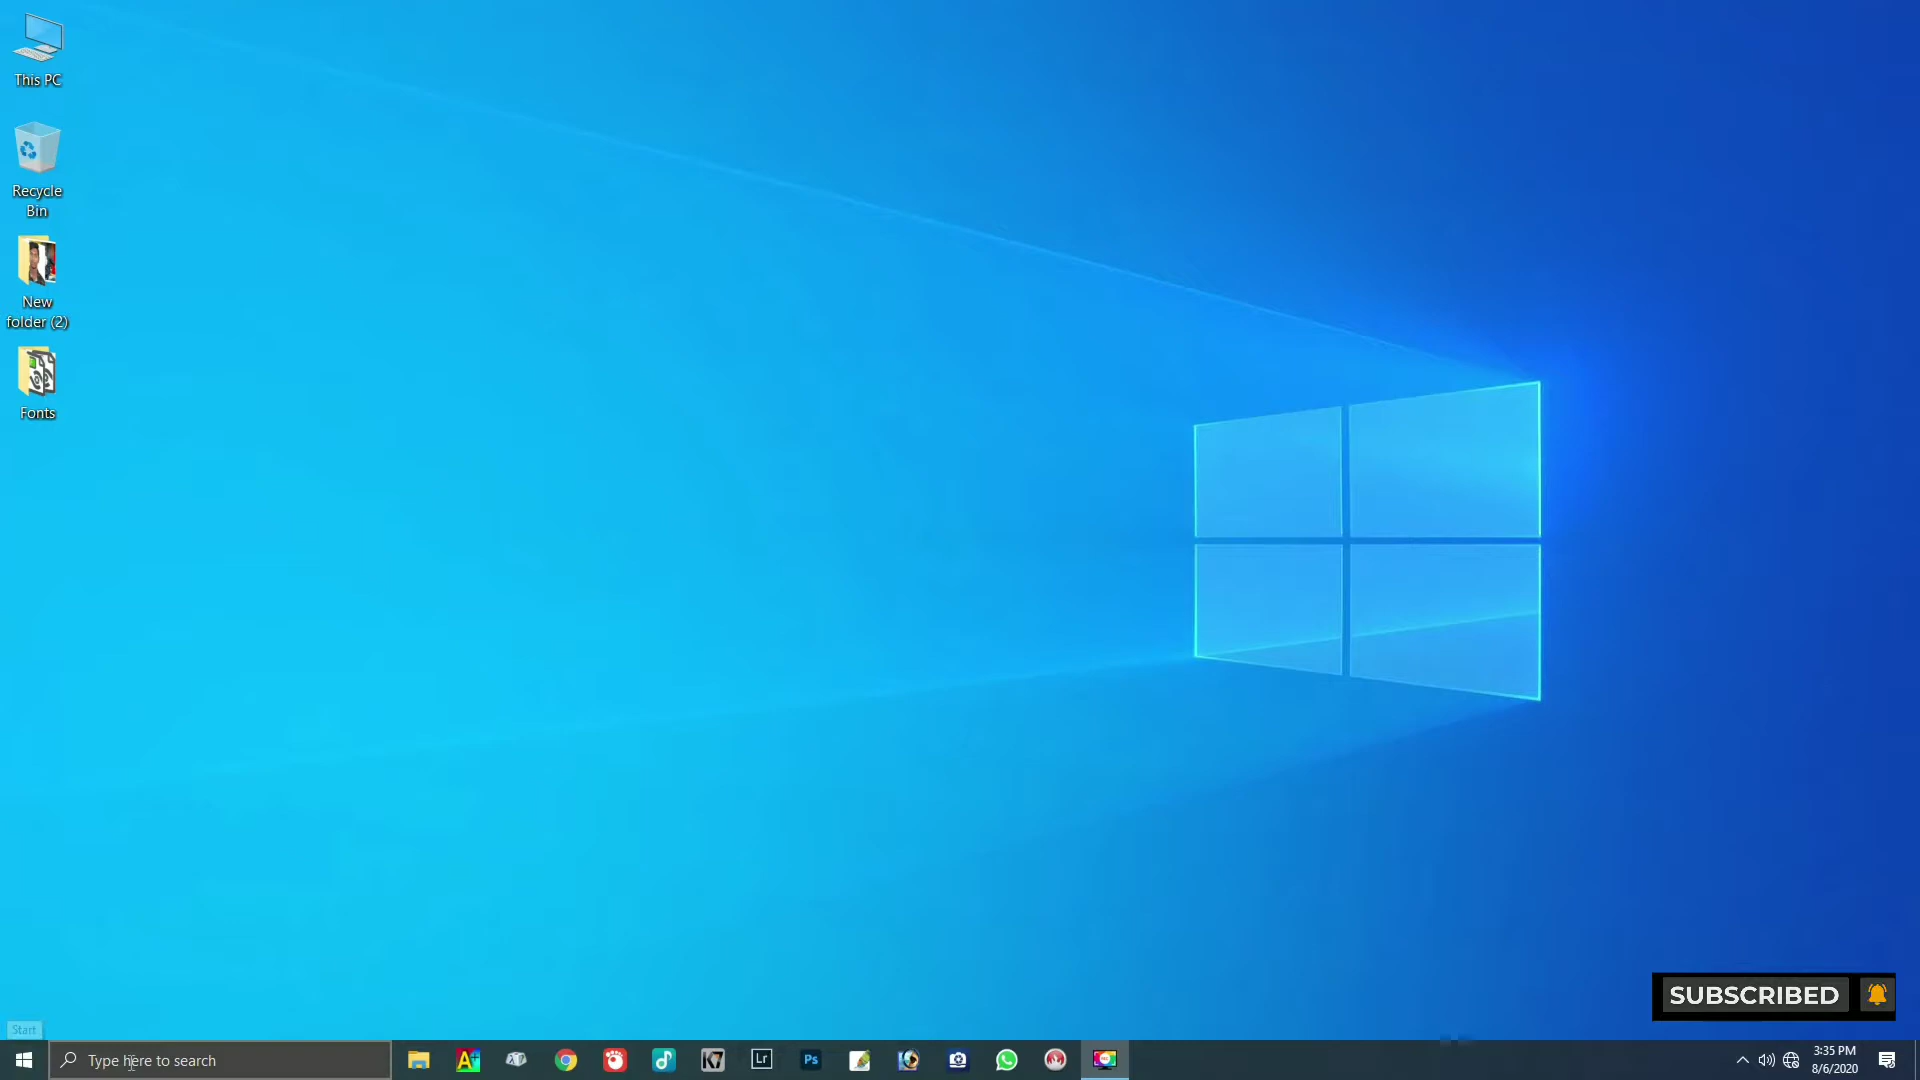 This PC
Recycle
Bin
New
folder (2)
Fonts
SUBSCRIBED
Start
Type here to search
A
K7
Lr
Ps
3:35 PM
8/6/2020